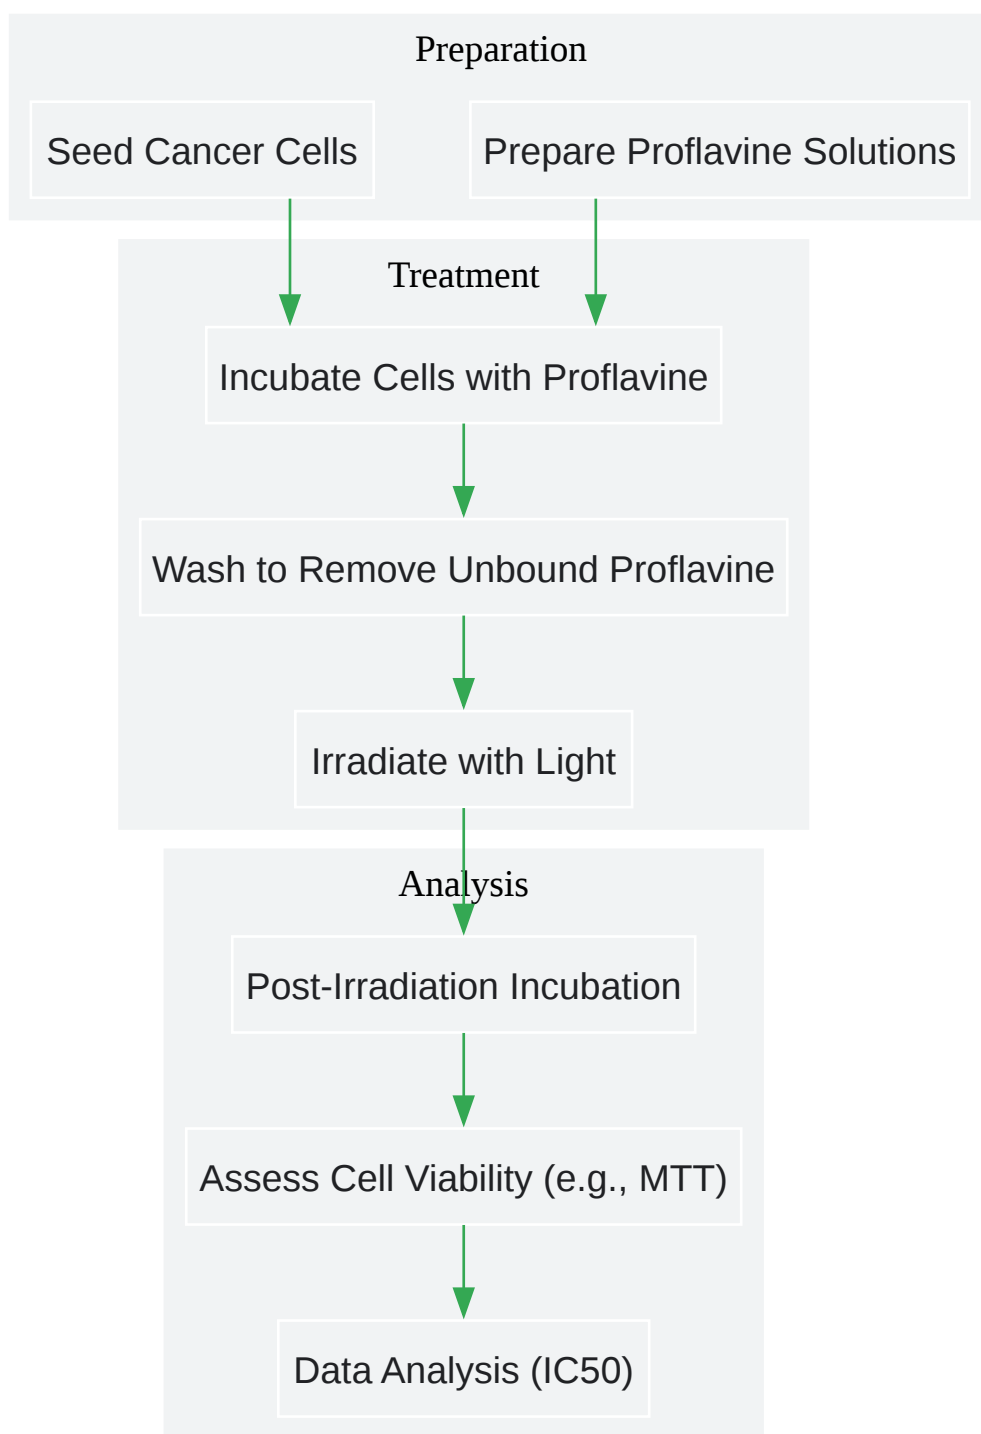 Preparation
Seed Cancer Cells
Prepare Proflavine Solutions
Treatment
Incubate Cells with Proflavine
Wash to Remove Unbound Proflavine
Irradiate with Light
Analysis
Post-Irradiation Incubation
Assess Cell Viability (e.g., MTT)
Data Analysis (IC50)